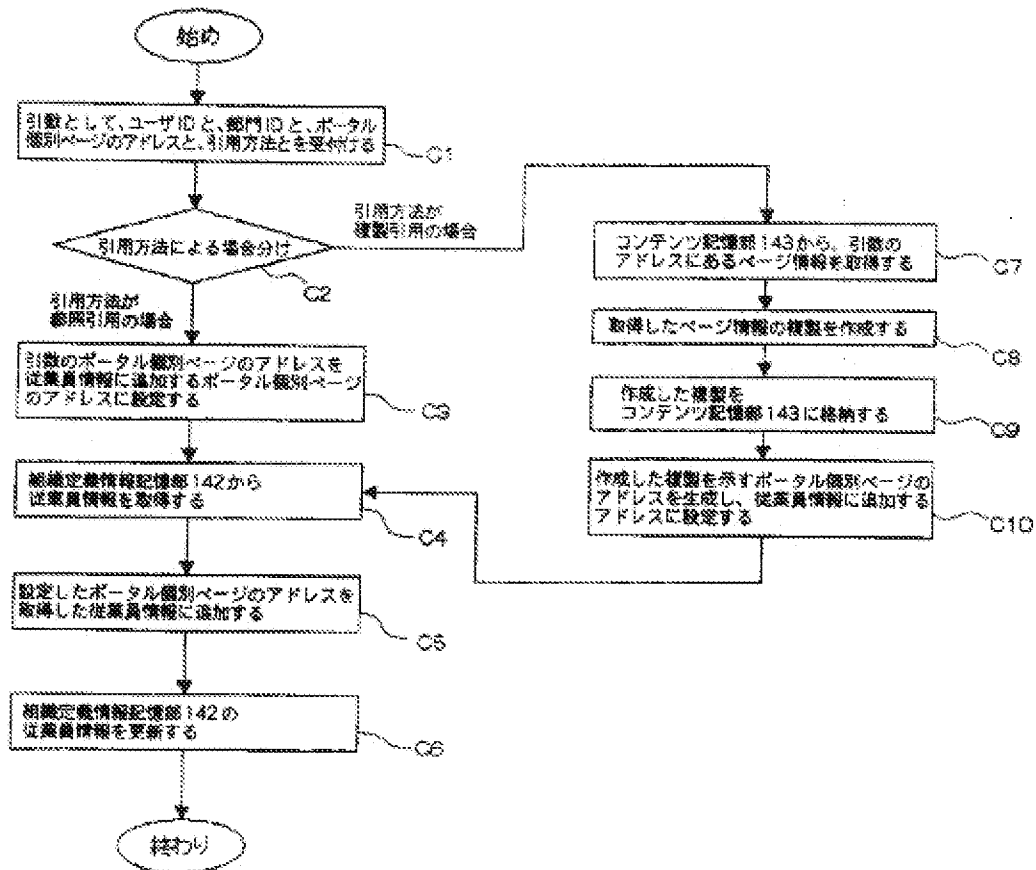 始め
引数として、ユーザIDと、部門IDと、ポータル
個別ページのアドレスと、引用方法とを受付ける
C1
引用方法による場合分け
C2
引用方法が
複製引用の場合
引用方法が
参照引用の場合
引数のポータル個別ページのアドレスを
従業員情報に追加するポータル個別ページ
のアドレスに設定する
C3
組織定義情報記憶部142から
従業員情報を取得する
C4
設定したポータル個別ページのアドレスを
取得した従業員情報に追加する
C5
組織定義情報記憶部142の
従業員情報を更新する
C6
終わり
コンテンツ記憶部143から、引数の
アドレスにあるページ情報を取得する
C7
取得したページ情報の複製を作成する
C8
作成した複製を
コンテンツ記憶部143に格納する
C9
作成した複製を示すポータル個別ページの
アドレスを生成し、従業員情報に追加する
アドレスに設定する
C10